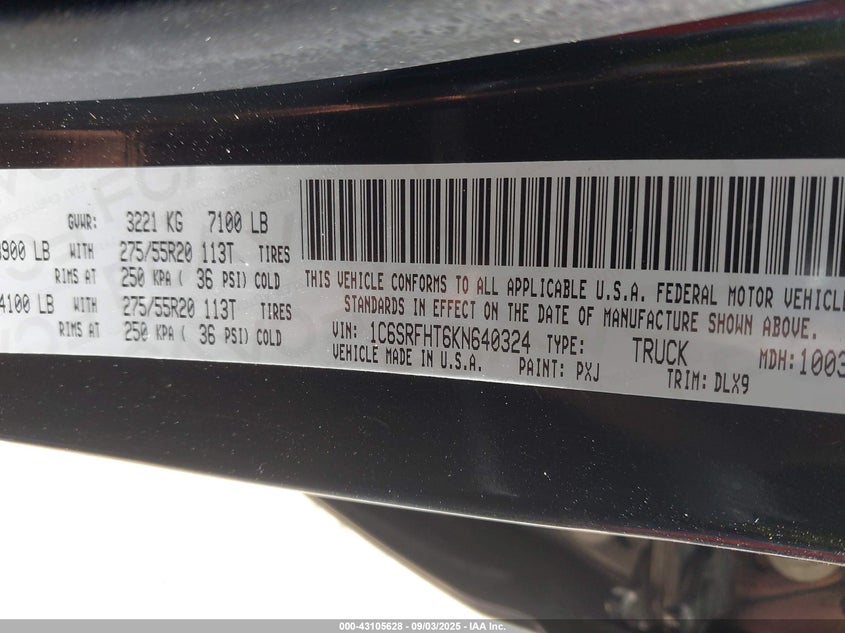 GVWR: 3221 KG 7100 LB
900 LB WITH 275/55R20 113T TIRES
RIMS AT 250 KPA ( 36 PSI) COLD
4100 LB WITH 275/55R20 113T TIRES
RIMS AT 250 KPA ( 36 PSI) COLD
THIS VEHICLE CONFORMS TO ALL APPLICABLE U.S.A. FEDERAL MOTOR VEHICLE
STANDARDS IN EFFECT ON THE DATE OF MANUFACTURE SHOWN ABOVE.
VIN: 1C6SRFHT6KN640324 TYPE: TRUCK MDH: 1003
VEHICLE MADE IN U.S.A. PAINT: PXJ TRIM: DLX9
000-43105628 - 09/03/2025 - IAA Inc.